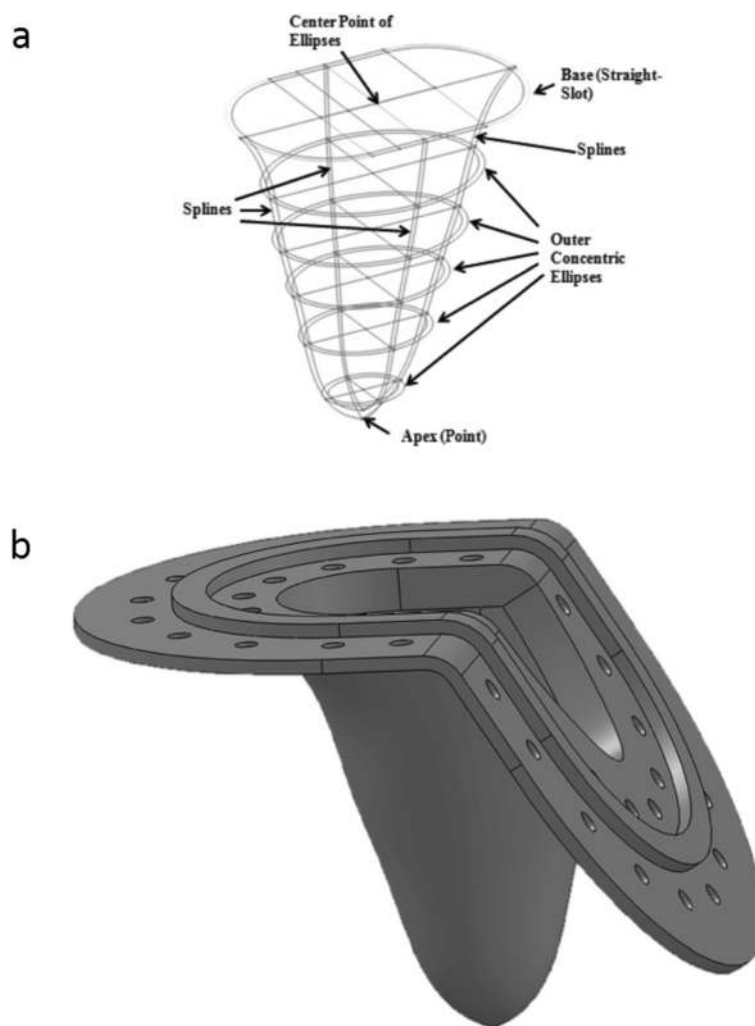 a
Center Point of
Ellipses
Base (Straight-
Slot)
Splines
Splines
Outer
Concentric
Ellipses
Apex (Point)
b